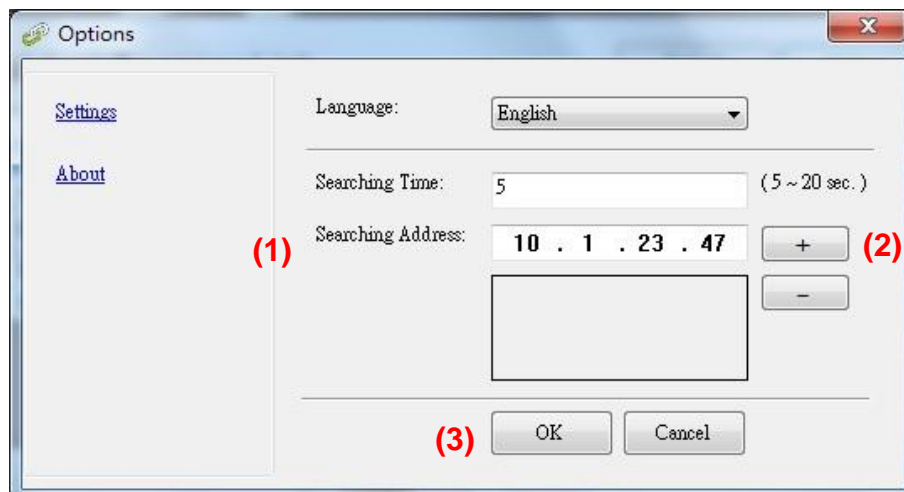 Options
Settings
About
Language:
English
Searching Time:
5
( 5 ~ 20 sec. )
(1)
Searching Address:
10 . 1 . 23 . 47
+
(2)
−
(3)
OK
Cancel